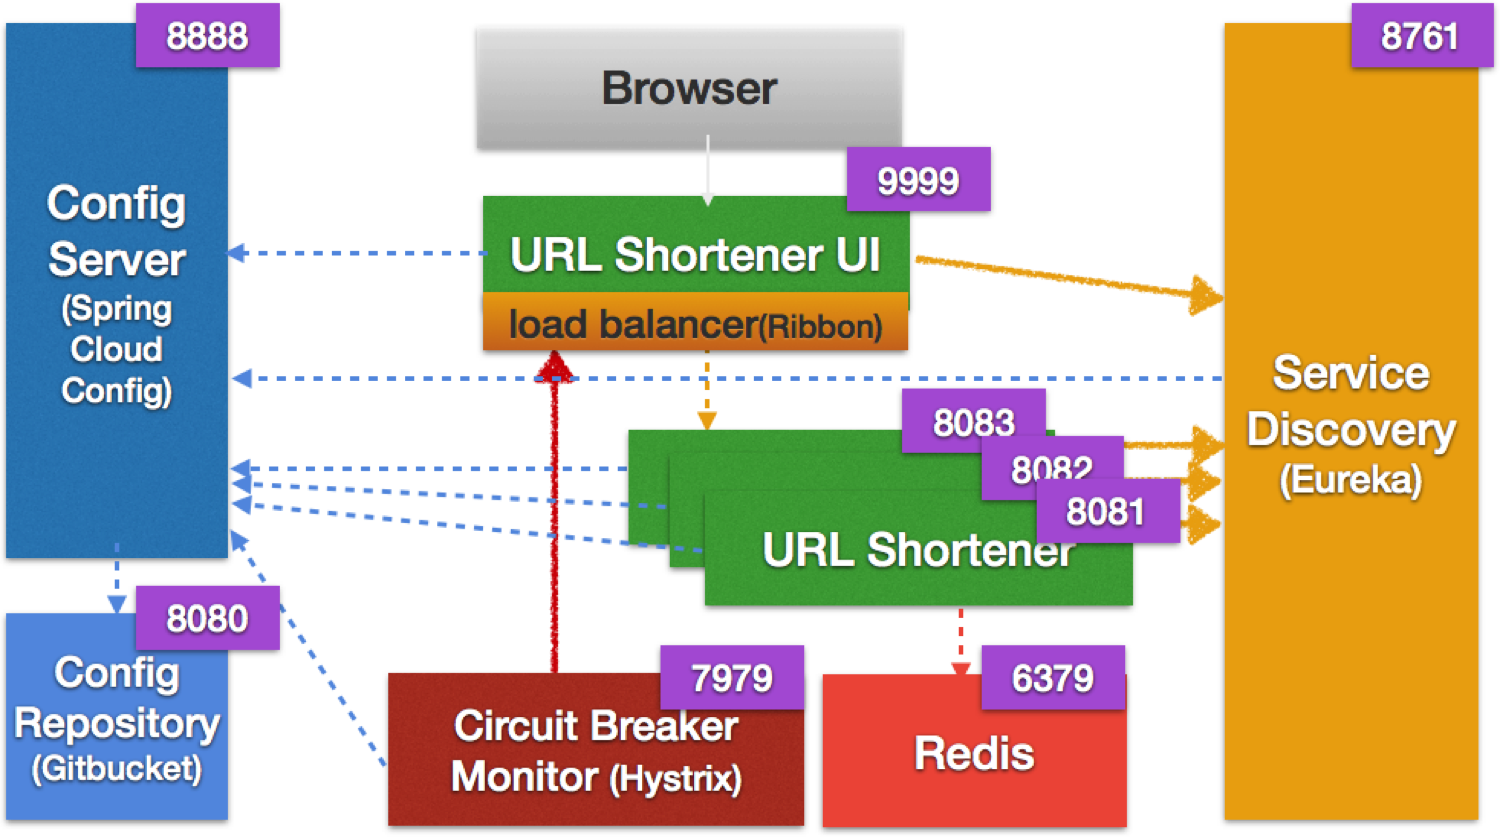 8888
8761
Browser
9999
Config
Server
(Spring
Cloud
Config)
URL Shortener UI
load balancer(Ribbon)
Service
Discovery
(Eureka)
8083
8082
8081
URL Shortener
8080
Config
Repository
(Gitbucket)
7979
Circuit Breaker
Monitor (Hystrix)
6379
Redis